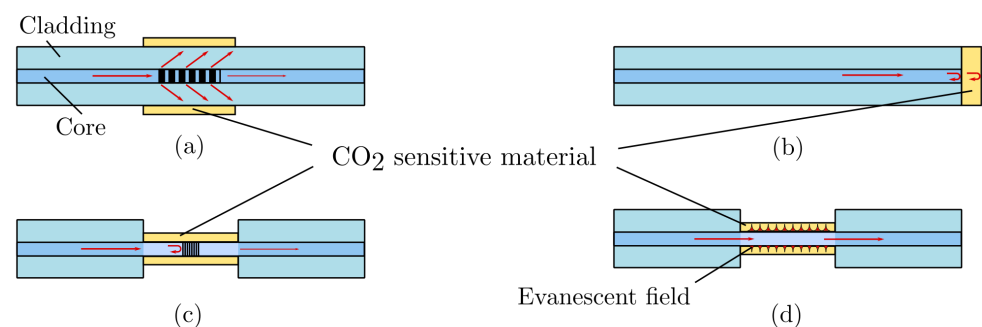 Cladding
Core
(a)
(b)
CO2 sensitive material
(c)
Evanescent field
(d)